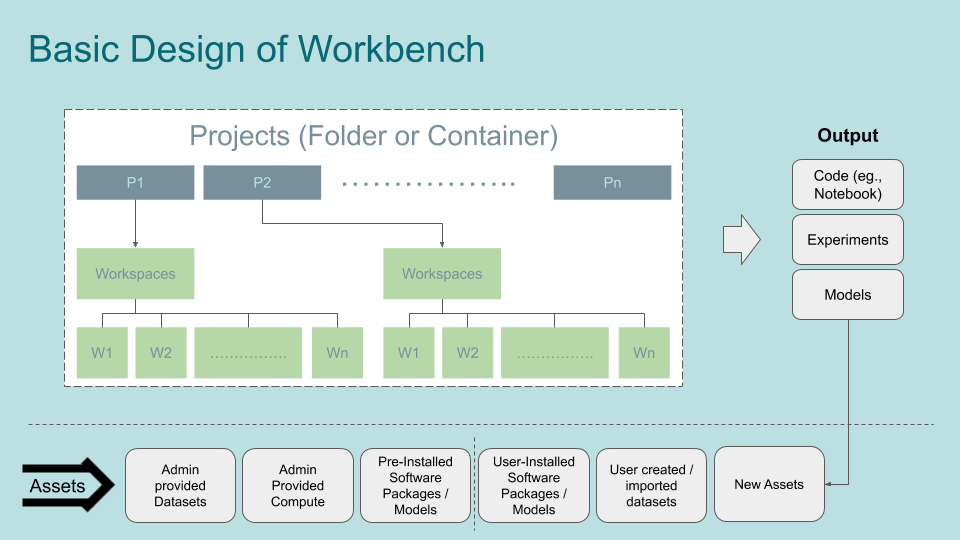 Basic Design of Workbench
Projects (Folder or Container)
P1
P2
.................
Pn
Workspaces
Workspaces
W1
W2
...............
Wn
W1
W2
...............
Wn
Output
Code (eg.,
Notebook)
Experiments
Models
Assets
Admin
provided
Datasets
Admin
Provided
Compute
Pre-Installed
Software
Packages /
Models
User-Installed
Software
Packages /
Models
User created /
imported
datasets
New Assets